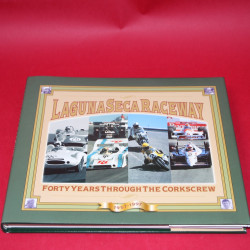 LAGUNA SECA RACEWAY
FORTY YEARS THROUGH THE CORKSCREW